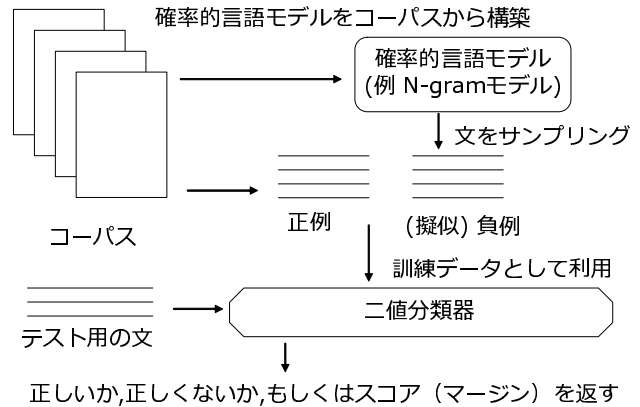 確率的言語モデルをコーパスから構築
確率的言語モデル
(例 N-gramモデル)
文をサンプリング
正例
(擬似) 負例
コーパス
訓練データとして利用
二値分類器
テスト用の文
正しいか,正しくないか,もしくはスコア（マージン）を返す